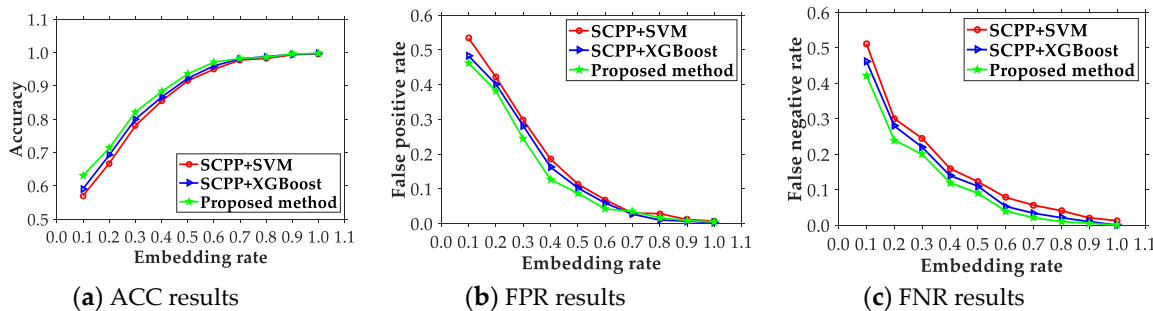 1.1
1.0
0.9
0.8
0.7
0.6
0.5
Accuracy
SCPP+SVM
SCPP+XGBoost
Proposed method
0.0 0.1 0.2 0.3 0.4 0.5 0.6 0.7 0.8 0.9 1.0 1.1
Embedding rate
(a) ACC results
0.6
0.5
0.4
0.3
0.2
0.1
0.0
False positive rate
SCPP+SVM
SCPP+XGBoost
Proposed method
0.0 0.1 0.2 0.3 0.4 0.5 0.6 0.7 0.8 0.9 1.0 1.1
Embedding rate
(b) FPR results
0.6
0.5
0.4
0.3
0.2
0.1
0.0
False negative rate
SCPP+SVM
SCPP+XGBoost
Proposed method
0.0 0.1 0.2 0.3 0.4 0.5 0.6 0.7 0.8 0.9 1.0 1.1
Embedding rate
(c) FNR results